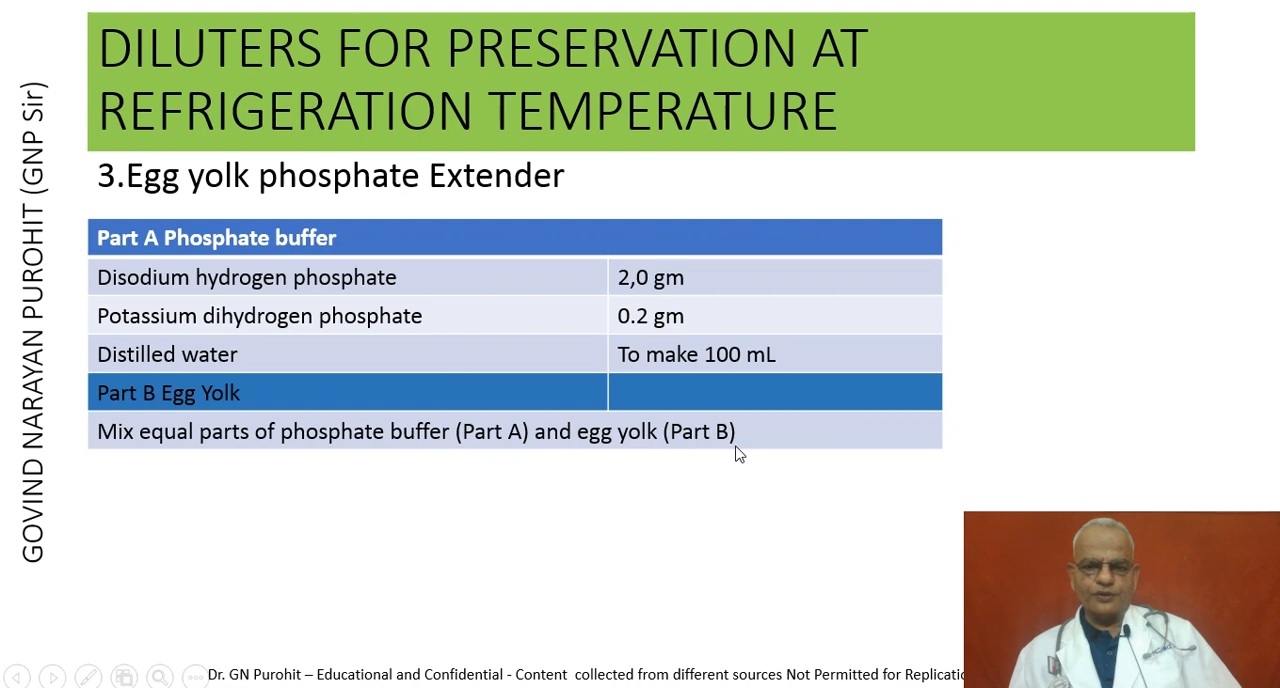 DILUTERS FOR PRESERVATION AT
REFRIGERATION TEMPERATURE
GOVIND NARAYAN PUROHIT (GNP Sir)
3.Egg yolk phosphate Extender
Part A Phosphate buffer
Disodium hydrogen phosphate 2,0 gm
Potassium dihydrogen phosphate 0.2 gm
Distilled water To make 100 mL
Part B Egg Yolk
Mix equal parts of phosphate buffer (Part A) and egg yolk (Part B)
Dr. GN Purohit – Educational and Confidential - Content collected from different sources Not Permitted for